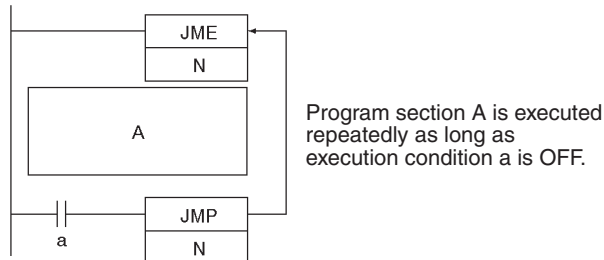 JME
N
A
Program section A is executed
repeatedly as long as
execution condition a is OFF.
JMP
a
N